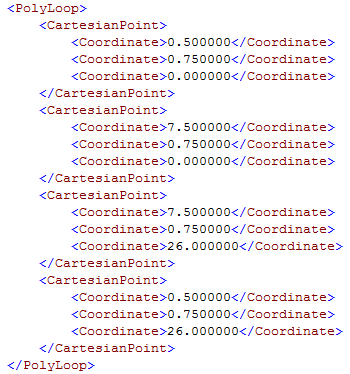 <PolyLoop>
    <CartesianPoint>
        <Coordinate>0.500000</Coordinate>
        <Coordinate>0.750000</Coordinate>
        <Coordinate>0.000000</Coordinate>
    </CartesianPoint>
    <CartesianPoint>
        <Coordinate>7.500000</Coordinate>
        <Coordinate>0.750000</Coordinate>
        <Coordinate>0.000000</Coordinate>
    </CartesianPoint>
    <CartesianPoint>
        <Coordinate>7.500000</Coordinate>
        <Coordinate>0.750000</Coordinate>
        <Coordinate>26.000000</Coordinate>
    </CartesianPoint>
    <CartesianPoint>
        <Coordinate>0.500000</Coordinate>
        <Coordinate>0.750000</Coordinate>
        <Coordinate>26.000000</Coordinate>
    </CartesianPoint>
</PolyLoop>